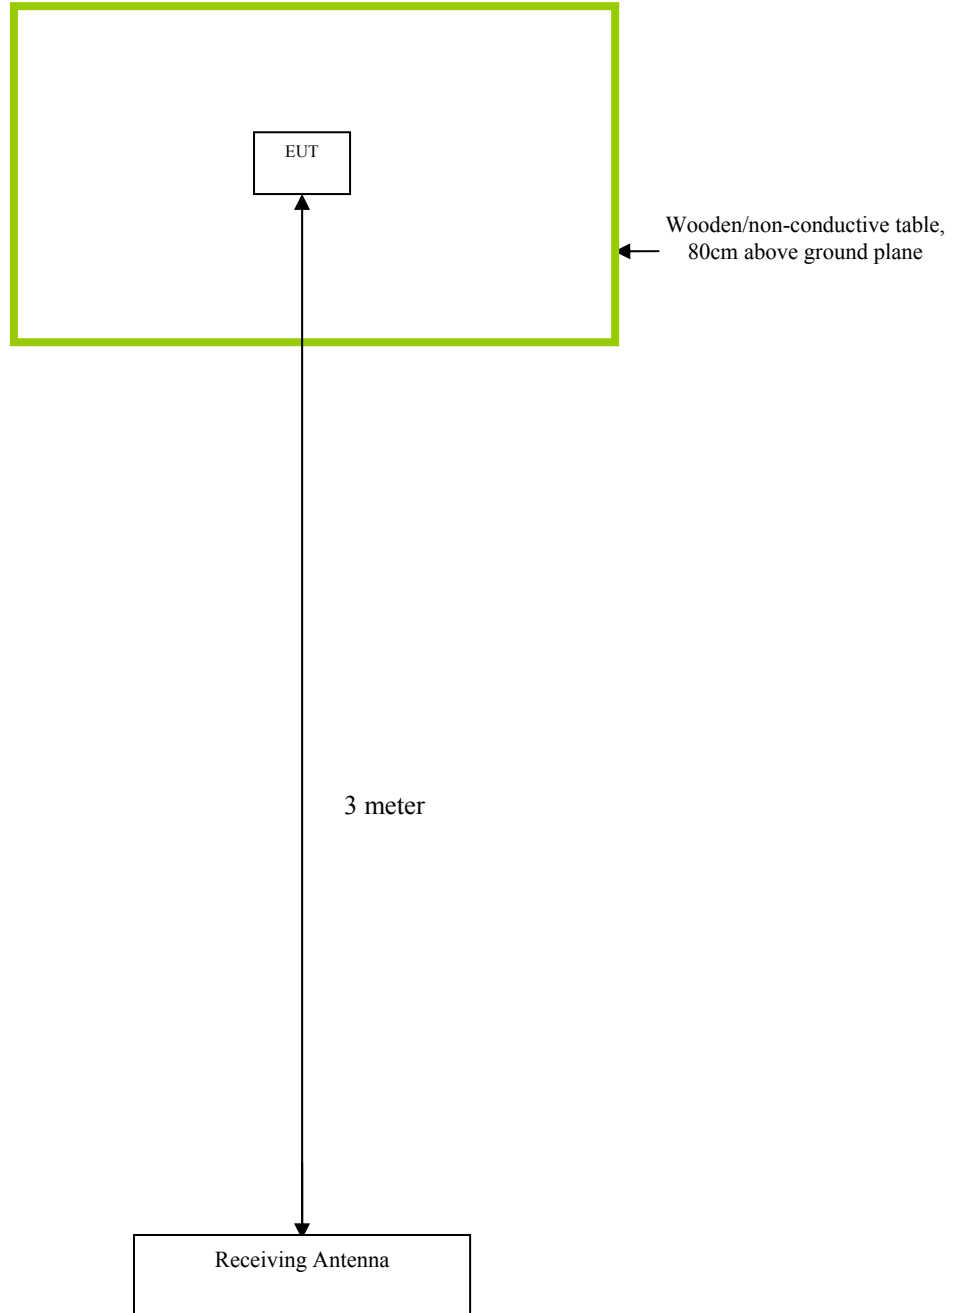 EUT
Wooden/non-conductive table,
80cm above ground plane
3 meter
Receiving Antenna